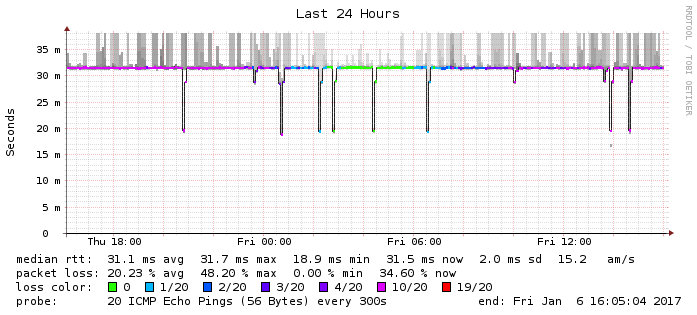 Last 24 Hours
RRDTOOL / TOBI OETIKER
Seconds
35 m
30 m
25 m
20 m
15 m
10 m
5 m
0
Thu 18:00 Fri 00:00 Fri 06:00 Fri 12:00
median rtt: 31.1 ms avg 31.7 ms max 18.9 ms min 31.5 ms now 2.0 ms sd 15.2 am/s
packet loss: 20.23 % avg 48.20 % max 0.00 % min 34.60 % now
loss color: 0 1/20 2/20 3/20 4/20 10/20 19/20
probe: 20 ICMP Echo Pings (56 Bytes) every 300s end: Fri Jan 6 16:05:04 2017